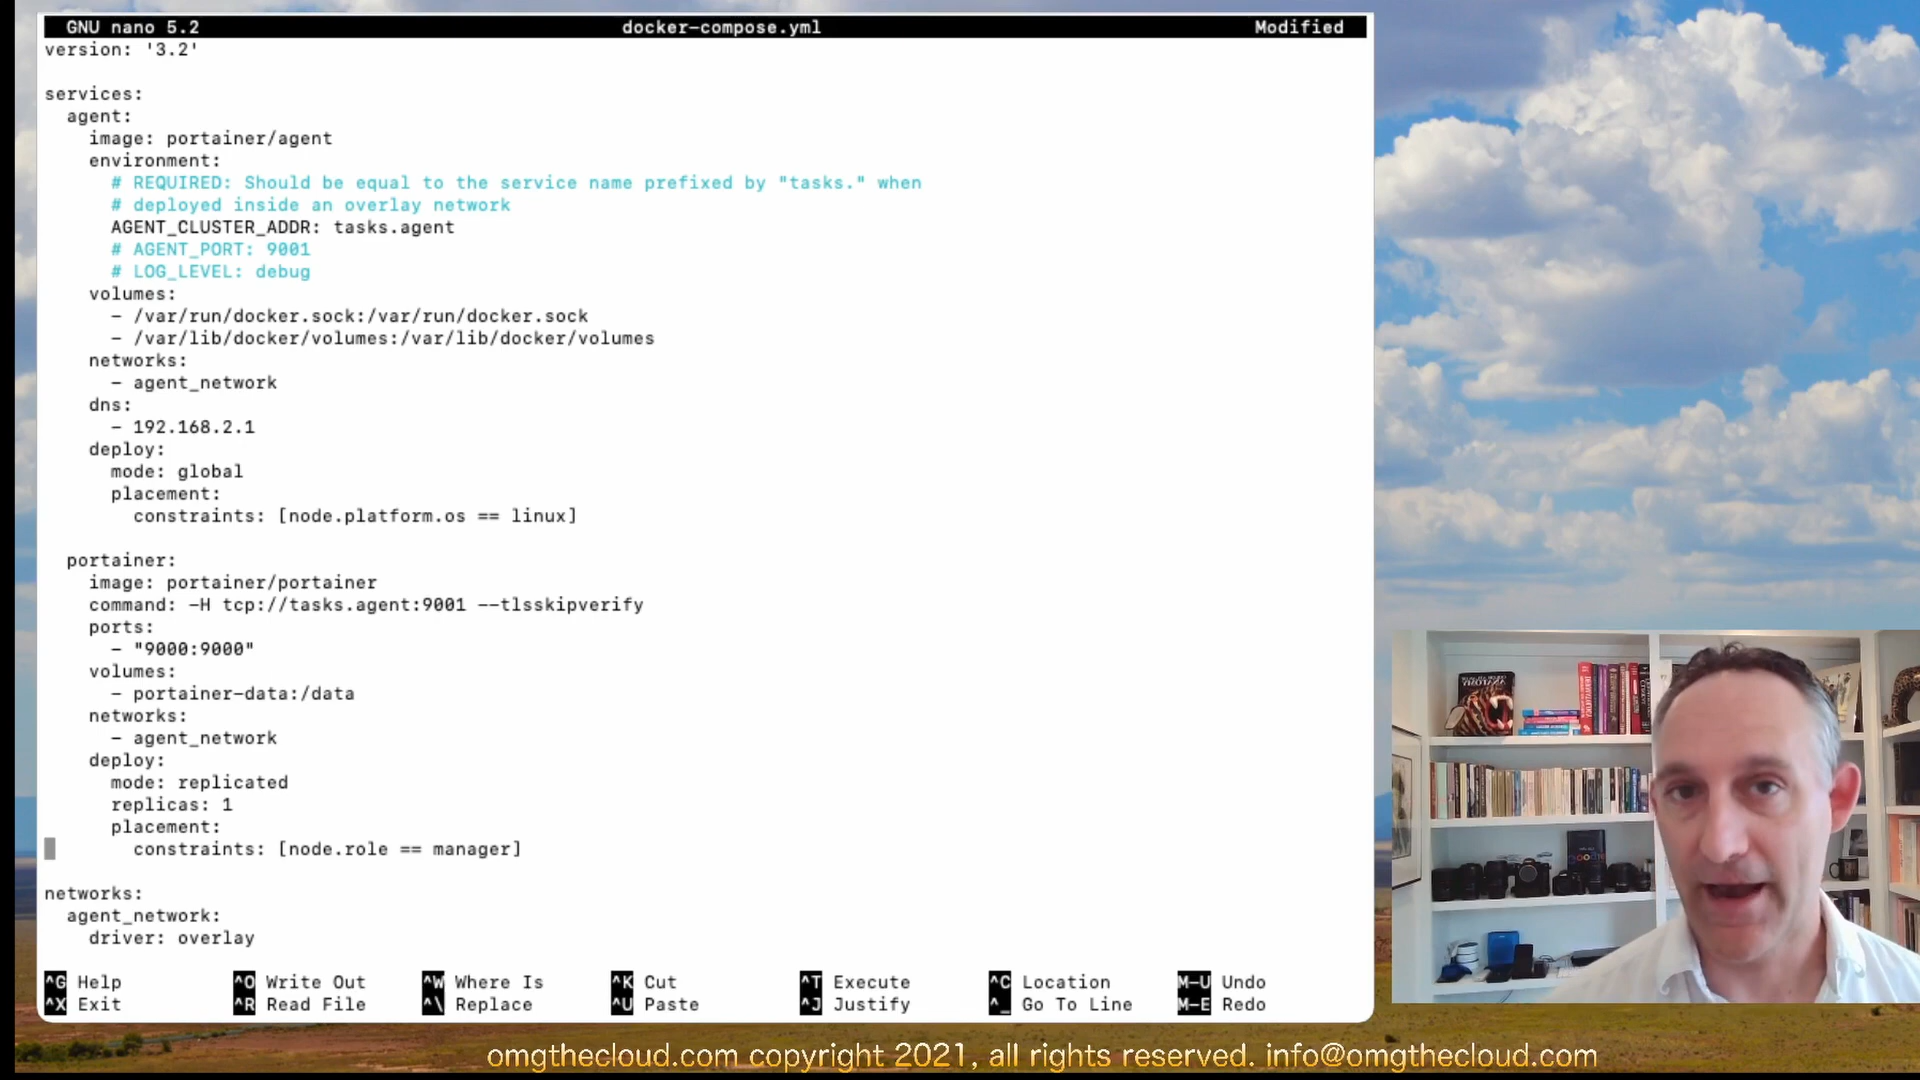 GNU nano 5.2 docker-compose.yml Modified
version: '3.2'
services:
agent:
image: portainer/agent
environment:
# REQUIRED: Should be equal to the service name prefixed by "tasks." when
# deployed inside an overlay network
AGENT_CLUSTER_ADDR: tasks.agent
# AGENT_PORT: 9001
# LOG_LEVEL: debug
volumes:
- /var/run/docker.sock:/var/run/docker.sock
- /var/lib/docker/volumes:/var/lib/docker/volumes
networks:
- agent_network
dns:
- 192.168.2.1
deploy:
mode: global
placement:
constraints: [node.platform.os == linux]
portainer:
image: portainer/portainer
command: -H tcp://tasks.agent:9001 --tlsskipverify
ports:
- "9000:9000"
volumes:
- portainer-data:/data
networks:
- agent_network
deploy:
mode: replicated
replicas: 1
placement:
constraints: [node.role == manager]
networks:
agent_network:
driver: overlay
^G Help ^O Write Out ^W Where Is ^K Cut ^T Execute ^C Location M-U Undo
^X Exit ^R Read File ^\ Replace ^U Paste ^J Justify ^_ Go To Line M-E Redo
omgthecloud.com copyright 2021, all rights reserved. info@omgthecloud.com